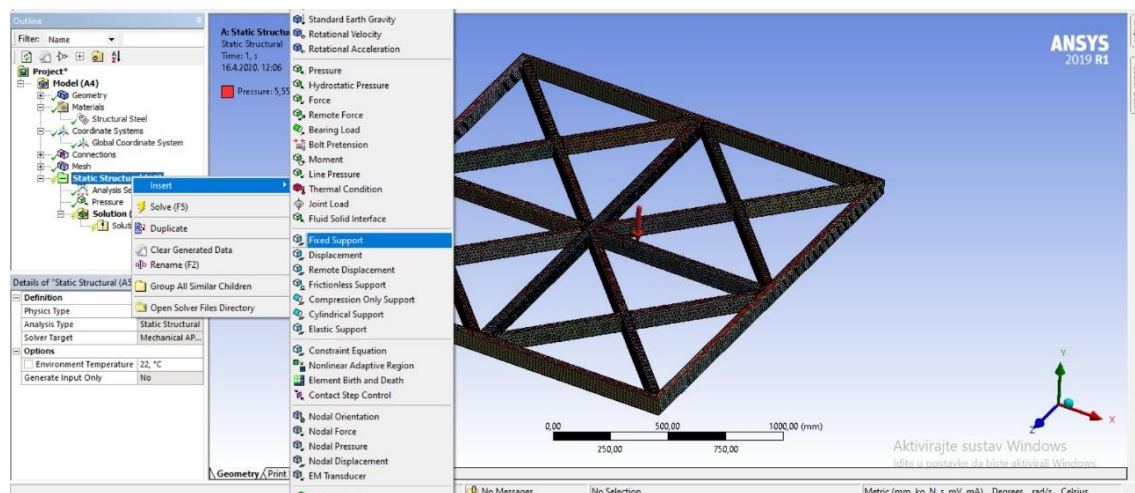 Outline
Filter: Name
Project*
Model (A4)
Geometry
Materials
Structural Steel
Coordinate Systems
Global Coordinate System
Connections
Mesh
Static Structural
Analysis Se
Pressure
Solution (
Soluti
Insert
Solve (F5)
Duplicate
Clear Generated Data
Rename (F2)
Group All Similar Children
Open Solver Files Directory
Details of "Static Structural (A5
Definition
Physics Type
Analysis Type Static Structural
Solver Target Mechanical AP...
Options
Environment Temperature 22, °C
Generate Input Only No
A: Static Structu
Static Structural
Time: 1, s
16.4.2020. 12:06
Pressure: 5,55
Standard Earth Gravity
Rotational Velocity
Rotational Acceleration
Pressure
Hydrostatic Pressure
Force
Remote Force
Bearing Load
Bolt Pretension
Moment
Line Pressure
Thermal Condition
Joint Load
Fluid Solid Interface
Fixed Support
Displacement
Remote Displacement
Frictionless Support
Compression Only Support
Cylindrical Support
Elastic Support
Constraint Equation
Nonlinear Adaptive Region
Element Birth and Death
Contact Step Control
Nodal Orientation
Nodal Force
Nodal Pressure
Nodal Displacement
EM Transducer
ANSYS
2019 R1
Y
X
Z
0,00 500,00 1000,00 (mm)
250,00 750,00
Aktivirajte sustav Windows
Idite u postavke da biste aktivirali Windows.
Geometry Print
No Messages No Selection Metric (mm, kg, N, s, mV, mA) Degrees rad/s Celsius